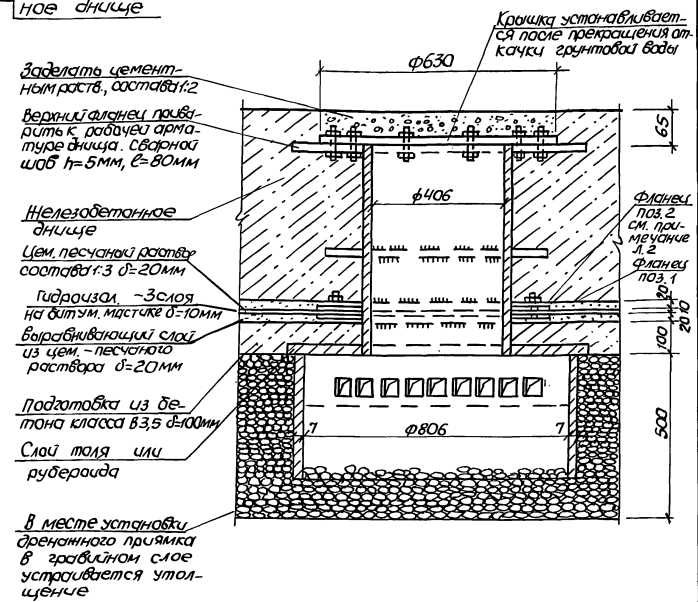 ное днище
Крышка устанавливает-
ся после прекращения от-
качки грунтовой воды
ф630
Заделать цемент-
ным раств., состава 1:2
Верхний фланец прива-
рить к рабочей арма-
туре днища. Сварной
шов h=5мм, ℓ=80мм
65
ф406
Железобетонное
днище
Фланец
поз. 2
см. при-
мечание
л. 2
Цем. песчаный раствор
состава 1:3 δ=20мм
Фланец
поз. 1
Гидроизол. -3слоя
на битум. мастике δ=10мм
20
10
20
выравнивающий слой
из цем. - песчаного
раствора δ=20мм
100
Подготовка из бе-
тона класса В3,5 δ=100мм
7
ф806
7
500
Слой толя или
рубероида
В месте установки
дренажного приямка
в гравийном слое
устраивается утол-
щение